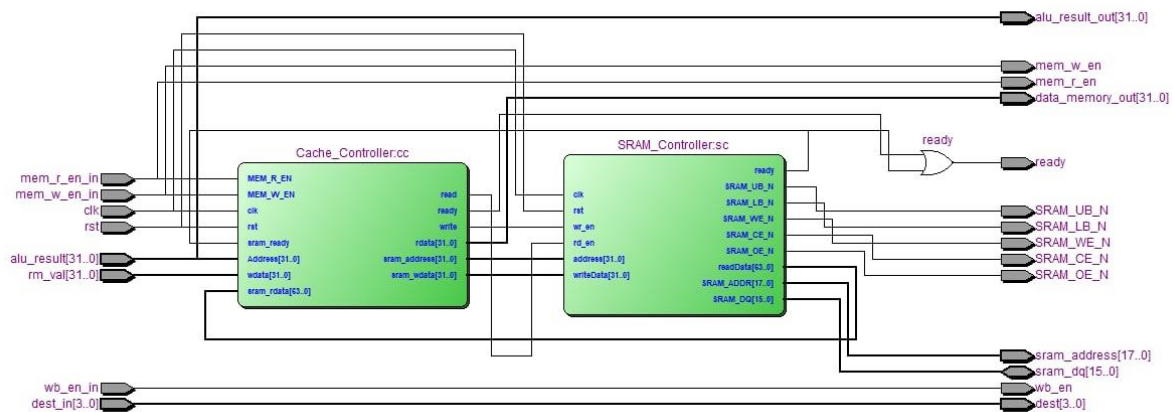 alu_result_out[31..0]
mem_w_en
mem_r_en
data_memory_out[31..0]
ready
ready
Cache_Controller:cc
MEM_R_EN
MEM_W_EN
clk
rst
sram_ready
Address[31..0]
wdata[31..0]
sram_rdata[63..0]
read
ready
write
rdata[31..0]
sram_address[31..0]
sram_wdata[31..0]
SRAM_Controller:sc
clk
rst
wr_en
rd_en
address[31..0]
writeData[31..0]
ready
SRAM_UB_N
SRAM_LB_N
SRAM_WE_N
SRAM_CE_N
SRAM_OE_N
readData[63..0]
SRAM_ADDR[17..0]
SRAM_DQ[15..0]
mem_r_en_in
mem_w_en_in
clk
rst
alu_result[31..0]
rm_val[31..0]
SRAM_UB_N
SRAM_LB_N
SRAM_WE_N
SRAM_CE_N
SRAM_OE_N
sram_address[17..0]
sram_dq[15..0]
wb_en_in
wb_en
dest_in[3..0]
dest[3..0]